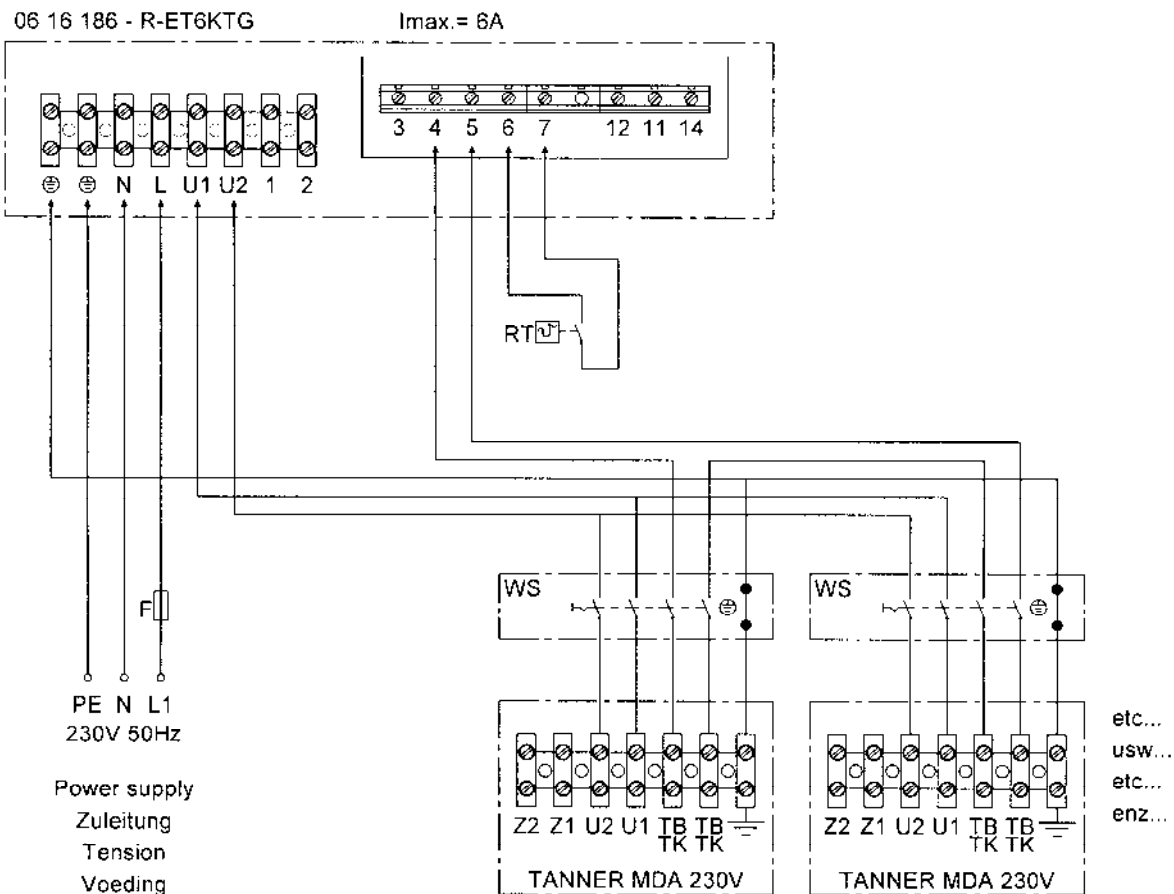 06 16 186 - R-ET6KTG
Imax.= 6A
3 4 5 6 7 12 11 14
N L U1 U2 1 2
RT
F
WS
WS
PE N L1
230V 50Hz
Power supply
Zuleitung
Tension
Voeding
Z2 Z1 U2 U1 TB TB
TK TK
TANNER MDA 230V
Z2 Z1 U2 U1 TB TB
TK TK
TANNER MDA 230V
etc...
usw...
etc...
enz...